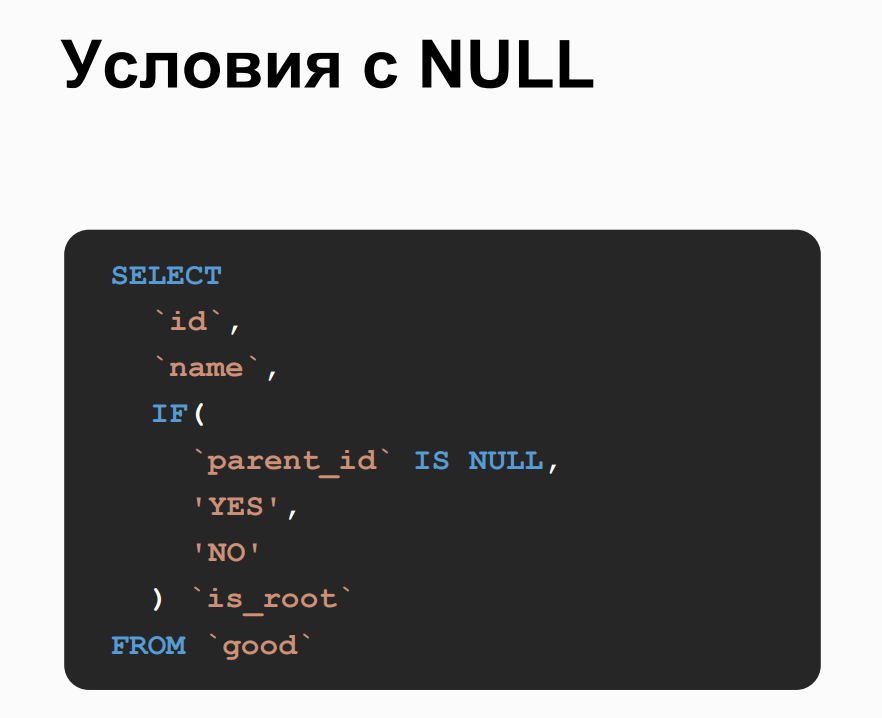 Условия с NULL
SELECT
`id`,
`name`,
IF(
`parent_id` IS NULL,
'YES',
'NO'
) `is_root`
FROM `good`